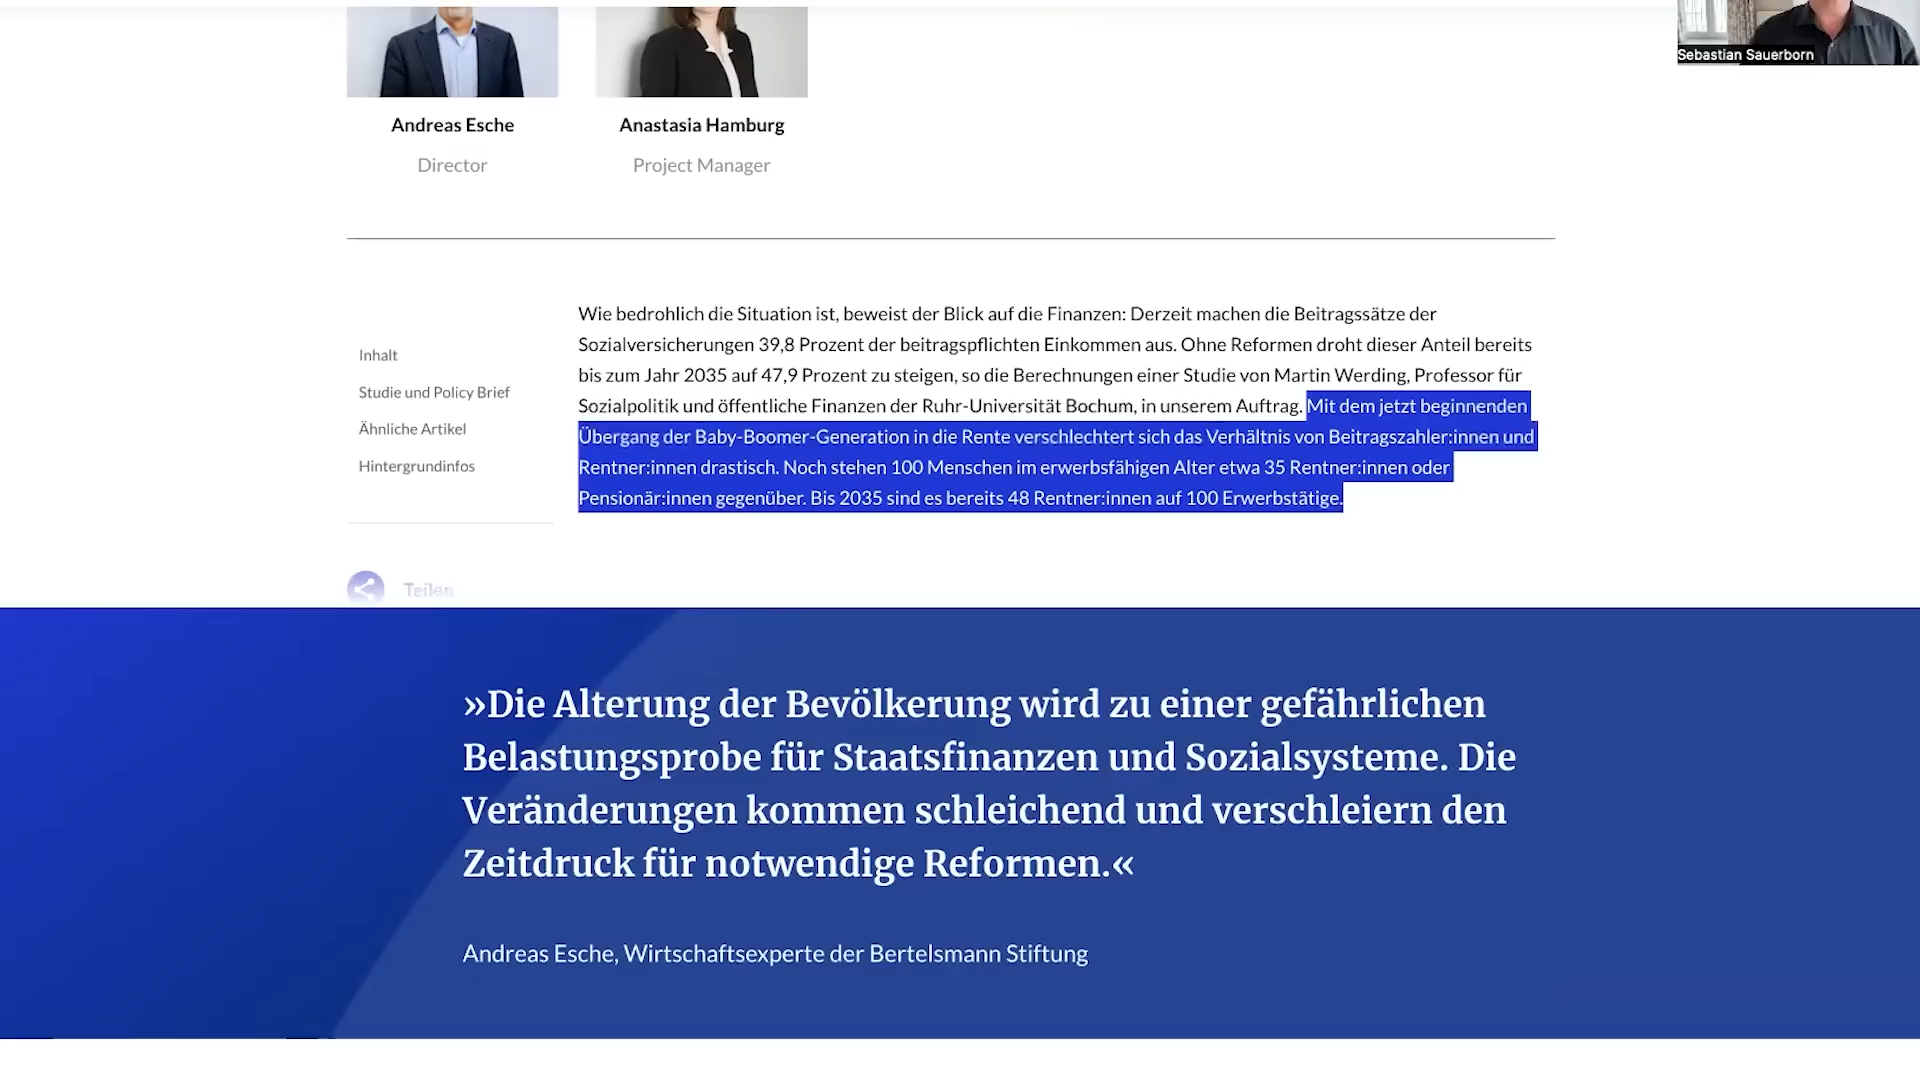 Sebastian Sauerborn
Andreas Esche
Director
Anastasia Hamburg
Project Manager
Inhalt
Studie und Policy Brief
Ähnliche Artikel
Hintergrundinfos
Teilen
Wie bedrohlich die Situation ist, beweist der Blick auf die Finanzen: Derzeit machen die Beitragssätze der
Sozialversicherungen 39,8 Prozent der beitragspflichten Einkommen aus. Ohne Reformen droht dieser Anteil bereits
bis zum Jahr 2035 auf 47,9 Prozent zu steigen, so die Berechnungen einer Studie von Martin Werding, Professor für
Sozialpolitik und öffentliche Finanzen der Ruhr-Universität Bochum, in unserem Auftrag. Mit dem jetzt beginnenden
Übergang der Baby-Boomer-Generation in die Rente verschlechtert sich das Verhältnis von Beitragszahler:innen und
Rentner:innen drastisch. Noch stehen 100 Menschen im erwerbsfähigen Alter etwa 35 Rentner:innen oder
Pensionär:innen gegenüber. Bis 2035 sind es bereits 48 Rentner:innen auf 100 Erwerbstätige.
»Die Alterung der Bevölkerung wird zu einer gefährlichen
Belastungsprobe für Staatsfinanzen und Sozialsysteme. Die
Veränderungen kommen schleichend und verschleiern den
Zeitdruck für notwendige Reformen.«
Andreas Esche, Wirtschaftsexperte der Bertelsmann Stiftung